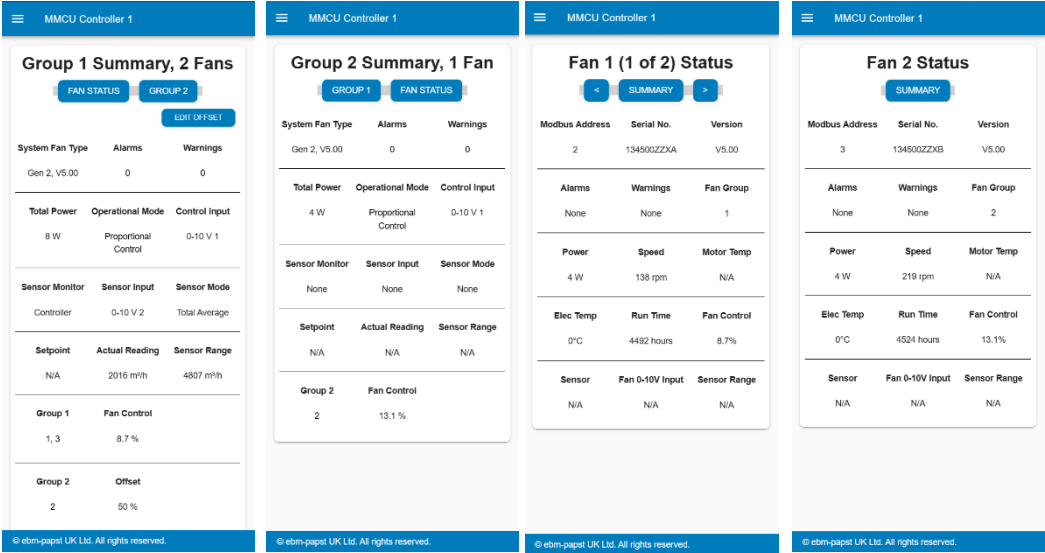 MMCU Controller 1
Group 1 Summary, 2 Fans
FAN STATUS GROUP 2
EDIT OFFSET
System Fan Type Alarms Warnings
Gen 2, V5.00 0 0
Total Power Operational Mode Control Input
8 W Proportional Control 0-10 V 1
Sensor Monitor Sensor Input Sensor Mode
Controller 0-10 V 2 Total Average
Setpoint Actual Reading Sensor Range
N/A 2016 m³/h 4807 m³/h
Group 1 Fan Control
1, 3 8.7 %
Group 2 Offset
2 50 %
© ebm-papst UK Ltd. All rights reserved.
MMCU Controller 1
Group 2 Summary, 1 Fan
GROUP 1 FAN STATUS
System Fan Type Alarms Warnings
Gen 2, V5.00 0 0
Total Power Operational Mode Control Input
4 W Proportional Control 0-10 V 1
Sensor Monitor Sensor Input Sensor Mode
None None None
Setpoint Actual Reading Sensor Range
N/A N/A N/A
Group 2 Fan Control
2 13.1 %
© ebm-papst UK Ltd. All rights reserved.
MMCU Controller 1
Fan 1 (1 of 2) Status
< SUMMARY >
Modbus Address Serial No. Version
2 134500ZZXA V5.00
Alarms Warnings Fan Group
None None 1
Power Speed Motor Temp
4 W 138 rpm N/A
Elec Temp Run Time Fan Control
0°C 4492 hours 8.7%
Sensor Fan 0-10V Input Sensor Range
N/A N/A N/A
© ebm-papst UK Ltd. All rights reserved.
MMCU Controller 1
Fan 2 Status
SUMMARY
Modbus Address Serial No. Version
3 134500ZZXB V5.00
Alarms Warnings Fan Group
None None 2
Power Speed Motor Temp
4 W 219 rpm N/A
Elec Temp Run Time Fan Control
0°C 4524 hours 13.1%
Sensor Fan 0-10V Input Sensor Range
N/A N/A N/A
© ebm-papst UK Ltd. All rights reserved.